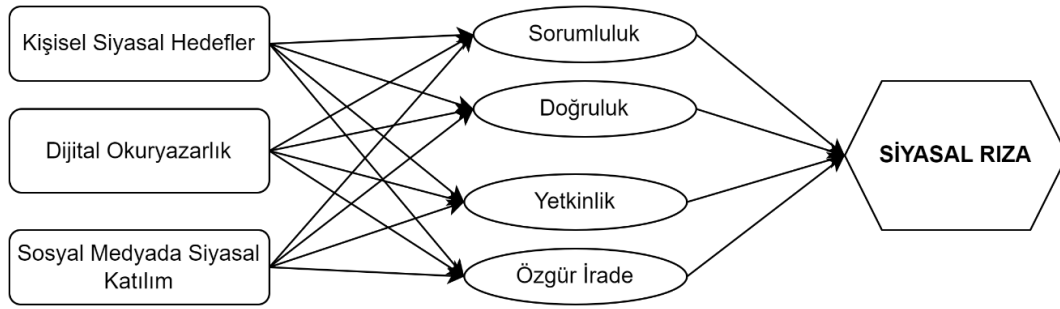 Kişisel Siyasal Hedefler
Dijital Okuryazarlık
Sosyal Medyada Siyasal
Katılım
Sorumluluk
Doğruluk
Yetkinlik
Özgür İrade
SİYASAL RIZA